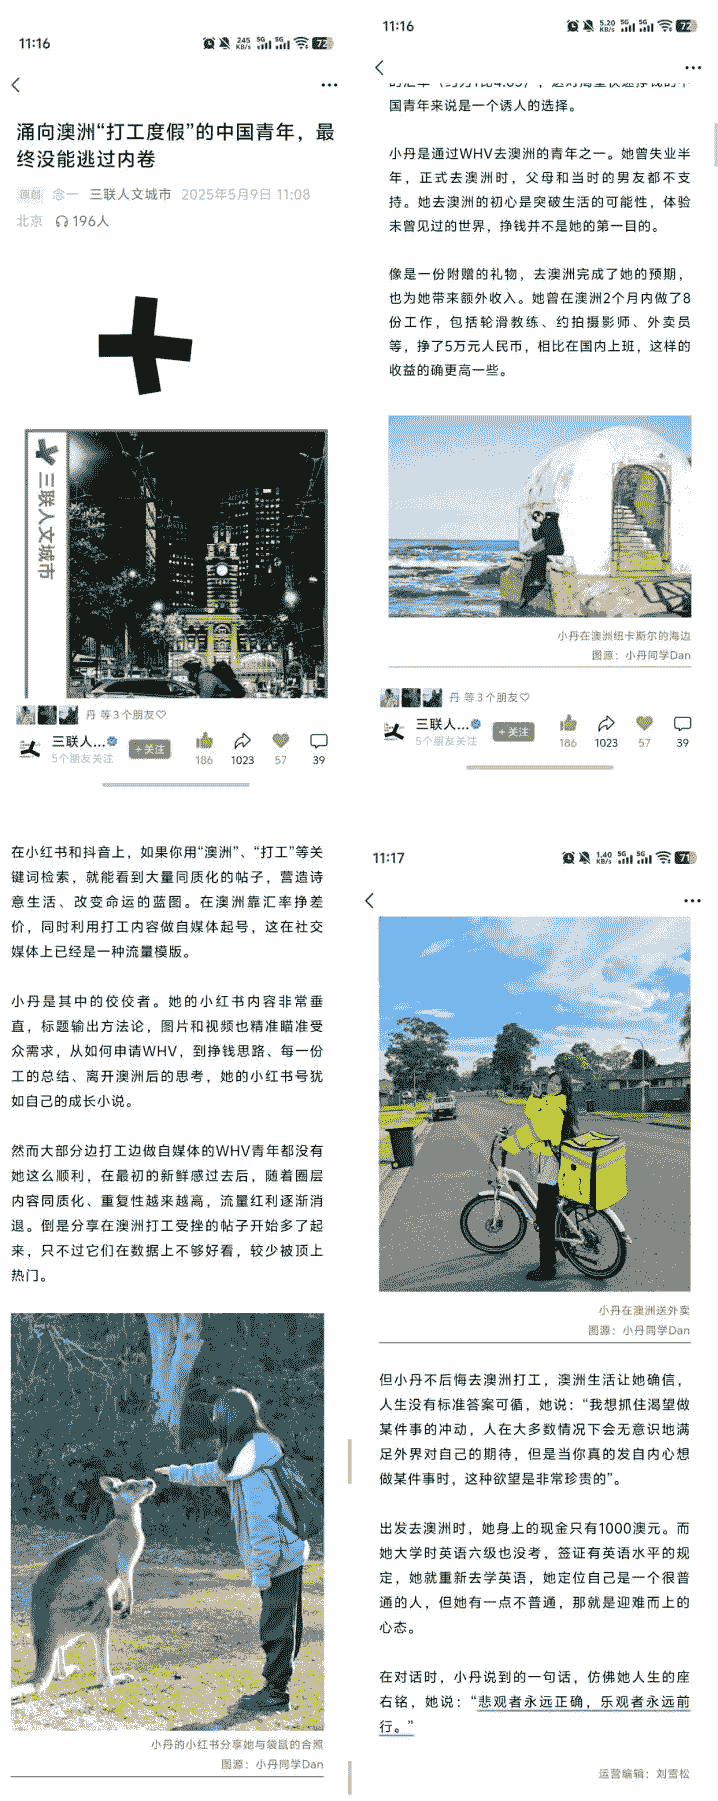 11:16
245 KB/s 5G 5G 72
涌向澳洲“打工度假”的中国青年，最
终没能逃过内卷
原创 念一 三联人文城市 2025年5月9日 11:08
北京 196人
三联人文城市
丹 等3个朋友♡
三联人...
5个朋友关注
+关注
186
1023
57
39
11:16
5.20 KB/s 5G 5G 72
国青年来说是一个诱人的选择。
小丹是通过WHV去澳洲的青年之一。她曾失业半
年，正式去澳洲时，父母和当时的男友都不支
持。她去澳洲的初心是突破生活的可能性，体验
未曾见过的世界，挣钱并不是她的第一目的。
像是一份附赠的礼物，去澳洲完成了她的预期，
也为她带来额外收入。她曾在澳洲2个月内做了8
份工作，包括轮滑教练、约拍摄影师、外卖员
等，挣了5万元人民币，相比在国内上班，这样的
收益的确更高一些。
小丹在澳洲纽卡斯尔的海边
图源：小丹同学Dan
丹 等3个朋友♡
三联人...
5个朋友关注
+关注
186
1023
57
39
在小红书和抖音上，如果你用“澳洲”、“打工”等关
键词检索，就能看到大量同质化的帖子，营造诗
意生活、改变命运的蓝图。在澳洲靠汇率挣差
价，同时利用打工内容做自媒体起号，这在社交
媒体上已经是一种流量模版。
小丹是其中的佼佼者。她的小红书内容非常垂
直，标题输出方法论，图片和视频也精准瞄准受
众需求，从如何申请WHV，到挣钱思路、每一份
工的总结、离开澳洲后的思考，她的小红书号犹
如自己的成长小说。
然而大部分边打工边做自媒体的WHV青年都没有
她这么顺利，在最初的新鲜感过去后，随着圈层
内容同质化、重复性越来越高，流量红利逐渐消
退。倒是分享在澳洲打工受挫的帖子开始多了起
来，只不过它们在数据上不够好看，较少被顶上
热门。
小丹的小红书分享她与袋鼠的合照
图源：小丹同学Dan
11:17
1.40 KB/s 5G 5G 71
小丹在澳洲送外卖
图源：小丹同学Dan
但小丹不后悔去澳洲打工，澳洲生活让她确信，
人生没有标准答案可循，她说：“我想抓住渴望做
某件事的冲动，人在大多数情况下会无意识地满
足外界对自己的期待，但是当你真的发自内心想
做某件事时，这种欲望是非常珍贵的”。
出发去澳洲时，她身上的现金只有1000澳元。而
她大学时英语六级也没考，签证有英语水平的规
定，她就重新去学英语，她定位自己是一个很普
通的人，但她有一点不普通，那就是迎难而上的
心态。
在对话时，小丹说到的一句话，仿佛她人生的座
右铭，她说：“悲观者永远正确，乐观者永远前
行。”
运营编辑：刘雪松